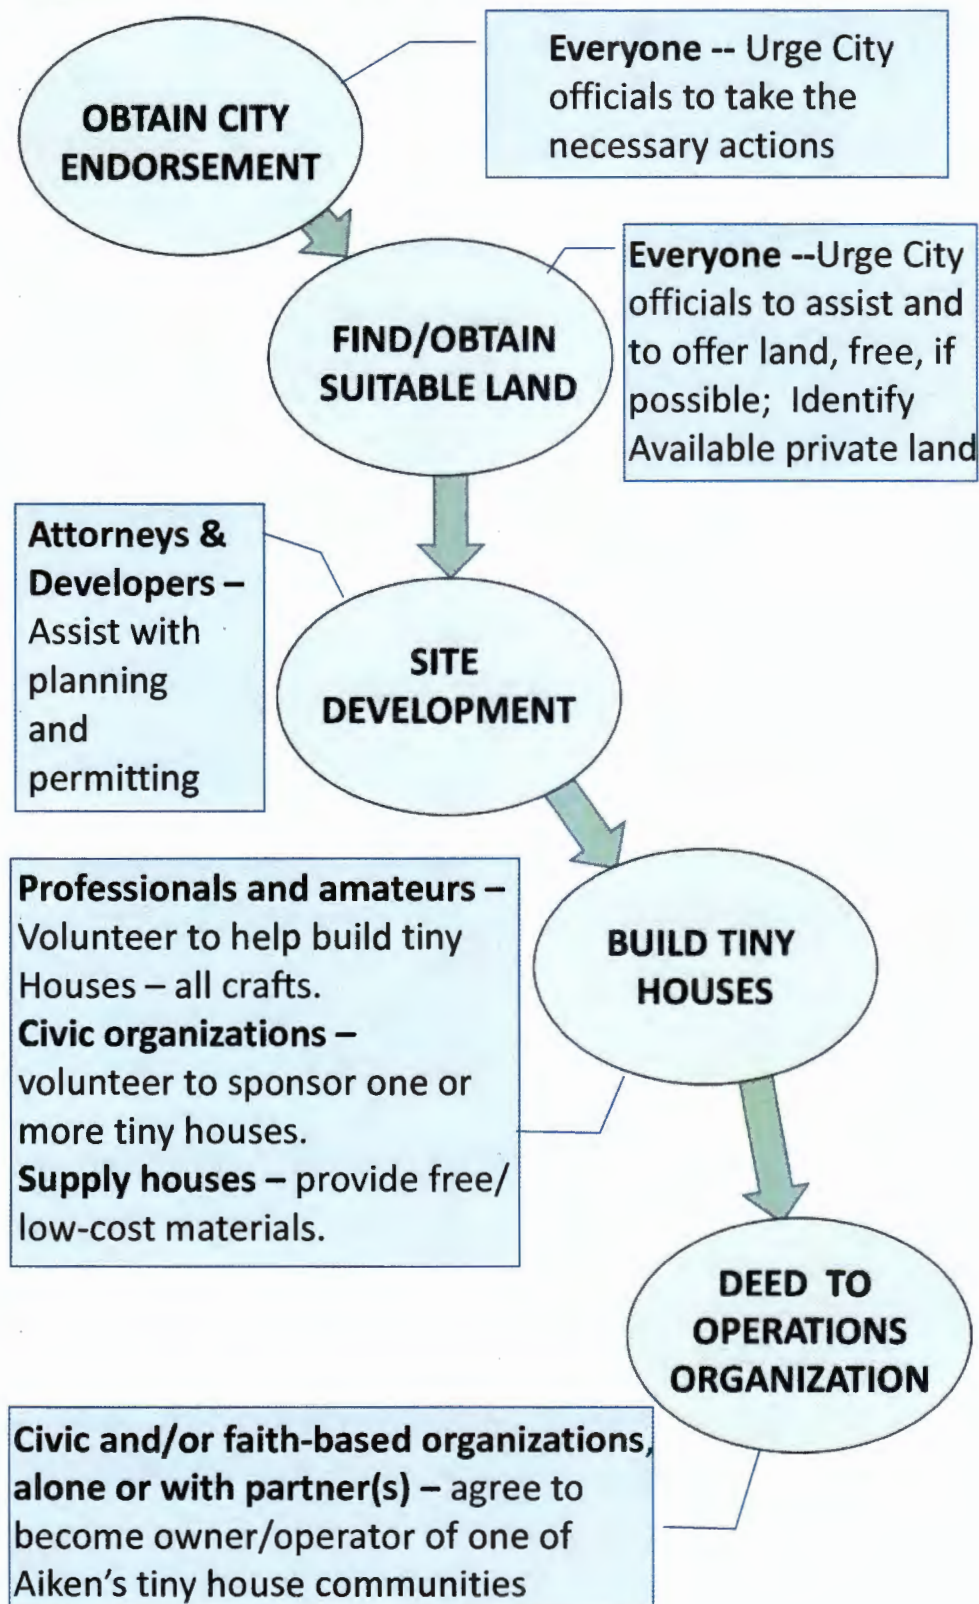 OBTAIN CITY
ENDORSEMENT
Everyone -- Urge City
officials to take the
necessary actions
FIND/OBTAIN
SUITABLE LAND
Everyone --Urge City
officials to assist and
to offer land, free, if
possible;  Identify
Available private land
Attorneys &
Developers –
Assist with
planning
and
permitting
SITE
DEVELOPMENT
Professionals and amateurs –
Volunteer to help build tiny
Houses – all crafts.
Civic organizations –
volunteer to sponsor one or
more tiny houses.
Supply houses – provide free/
low-cost materials.
BUILD TINY
HOUSES
DEED  TO
OPERATIONS
ORGANIZATION
Civic and/or faith-based organizations,
alone or with partner(s) – agree to
become owner/operator of one of
Aiken's tiny house communities